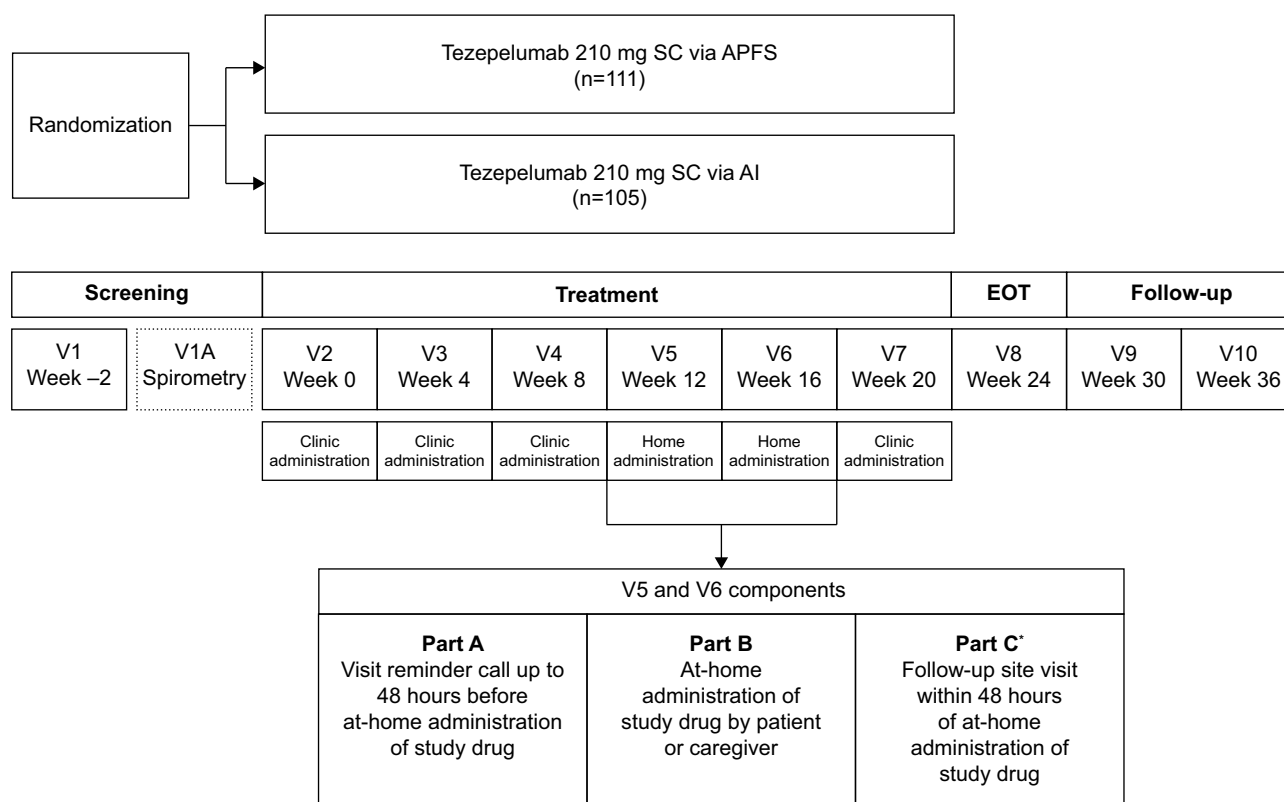 Randomization
Tezepelumab 210 mg SC via APFS
(n=111)
Tezepelumab 210 mg SC via AI
(n=105)
Screening
Treatment
EOT
Follow-up
V1
Week –2
V1A
Spirometry
V2
Week 0
V3
Week 4
V4
Week 8
V5
Week 12
V6
Week 16
V7
Week 20
V8
Week 24
V9
Week 30
V10
Week 36
Clinic
administration
Clinic
administration
Clinic
administration
Home
administration
Home
administration
Clinic
administration
V5 and V6 components
Part A
Visit reminder call up to
48 hours before
at-home administration
of study drug
Part B
At-home
administration of
study drug by patient
or caregiver
Part C*
Follow-up site visit
within 48 hours
of at-home
administration of
study drug